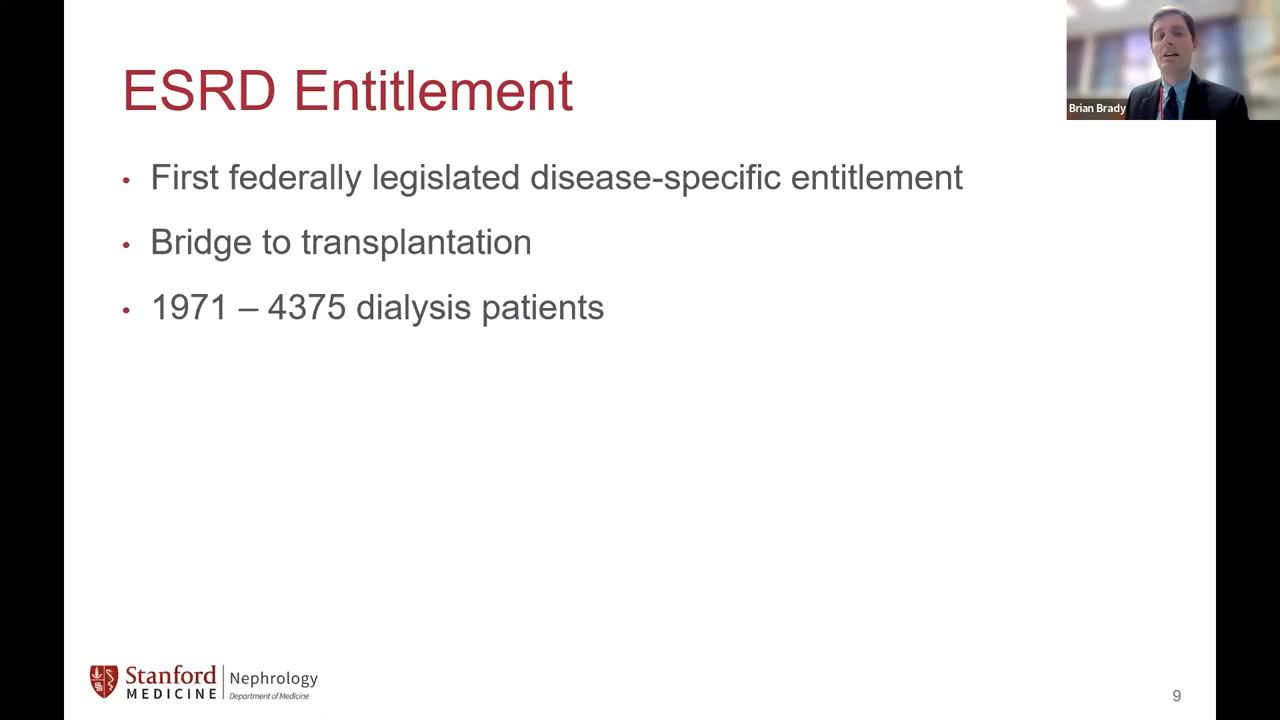 ESRD Entitlement
Brian Brady
• First federally legislated disease-specific entitlement
• Bridge to transplantation
• 1971 – 4375 dialysis patients
Stanford
MEDICINE
Nephrology
Department of Medicine
9